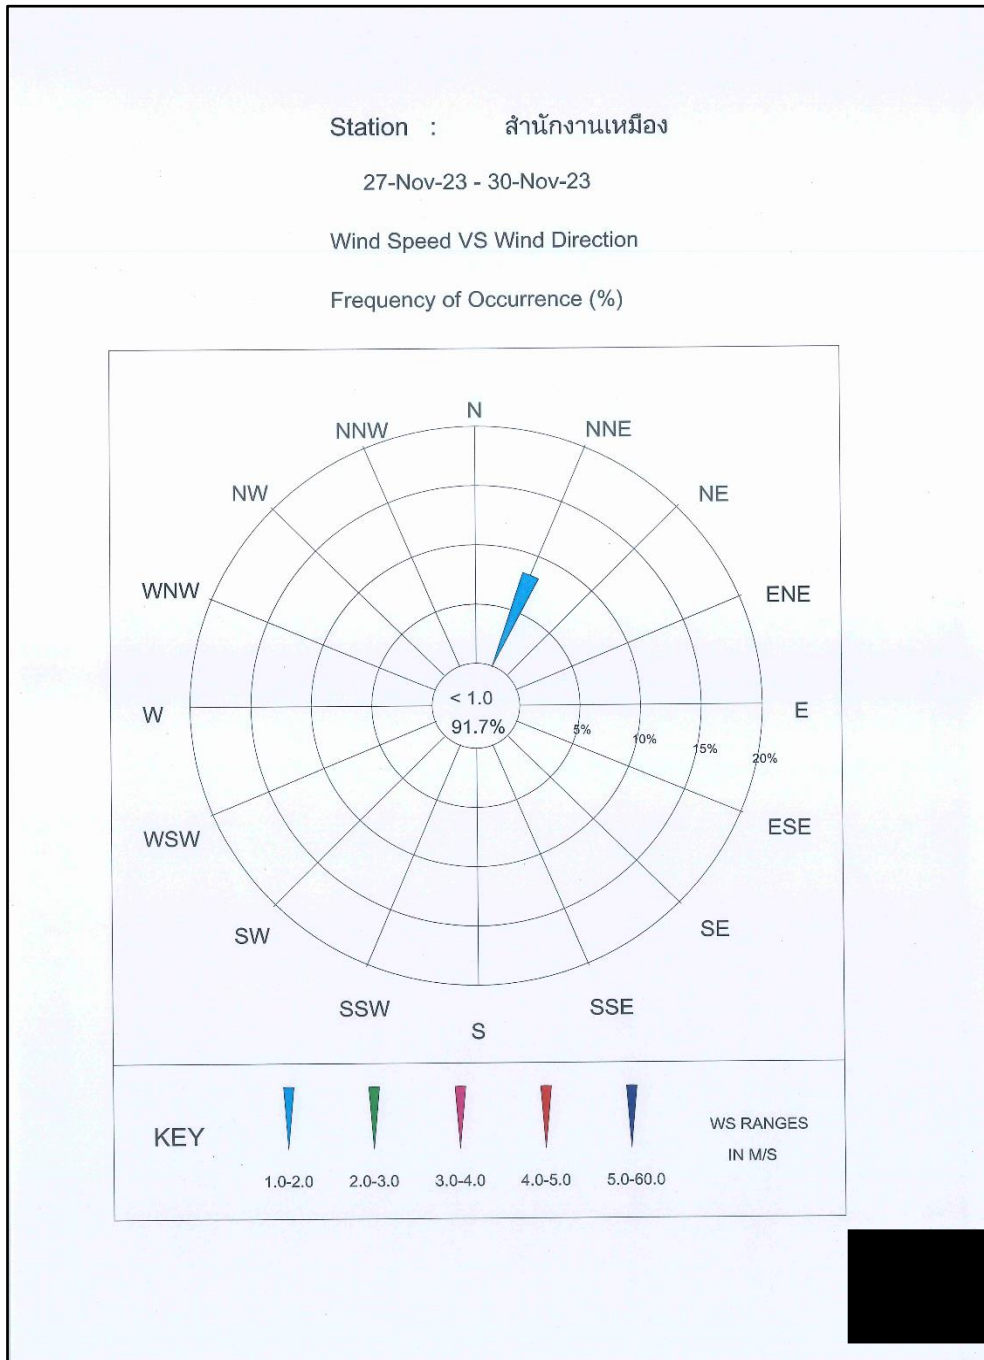 Station : สำนักงานเหมือง
27-Nov-23 - 30-Nov-23
Wind Speed VS Wind Direction
Frequency of Occurrence (%)
N
NNW
NNE
NW
NE
WNW
ENE
< 1.0
W
E
91.7%
5%
10%
15%
20%
WSW
ESE
SW
SE
SSW
SSE
S
KEY
WS RANGES
IN M/S
1.0-2.0
2.0-3.0
3.0-4.0
4.0-5.0
5.0-60.0